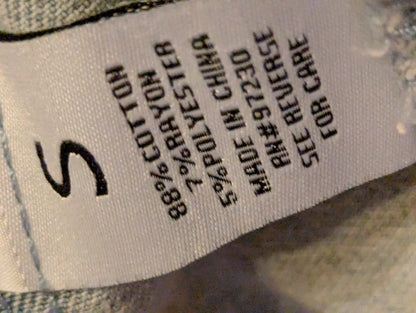 S
88% COTTON
7% RAYON
5% POLYESTER
MADE IN CHINA
RN#97230
SEE REVERSE
FOR CARE